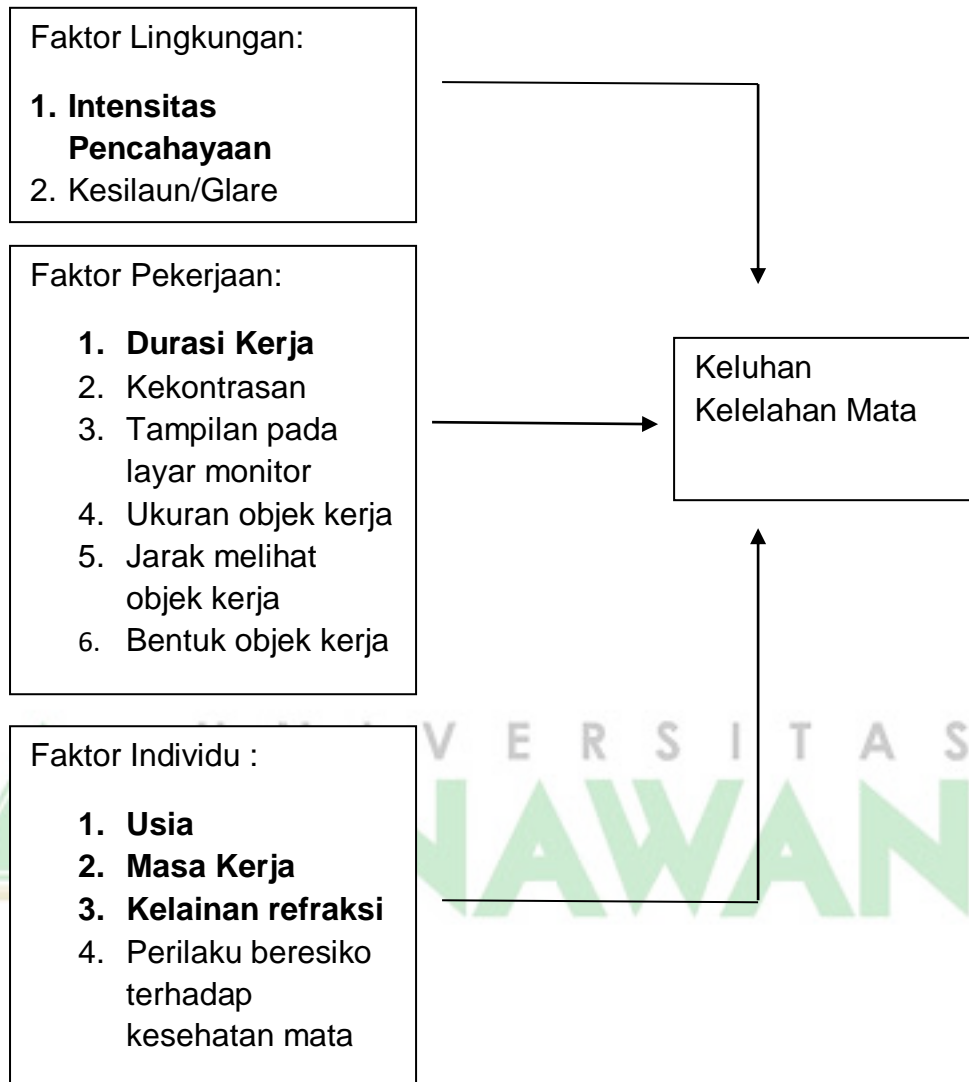 Faktor Lingkungan:
1. Intensitas
Pencahayaan
2. Kesilaun/Glare
Faktor Pekerjaan:
1. Durasi Kerja
2. Kekontrasan
3. Tampilan pada
layar monitor
4. Ukuran objek kerja
5. Jarak melihat
objek kerja
6. Bentuk objek kerja
Keluhan
Kelelahan Mata
Faktor Individu :
1. Usia
2. Masa Kerja
3. Kelainan refraksi
4. Perilaku beresiko
terhadap
kesehatan mata